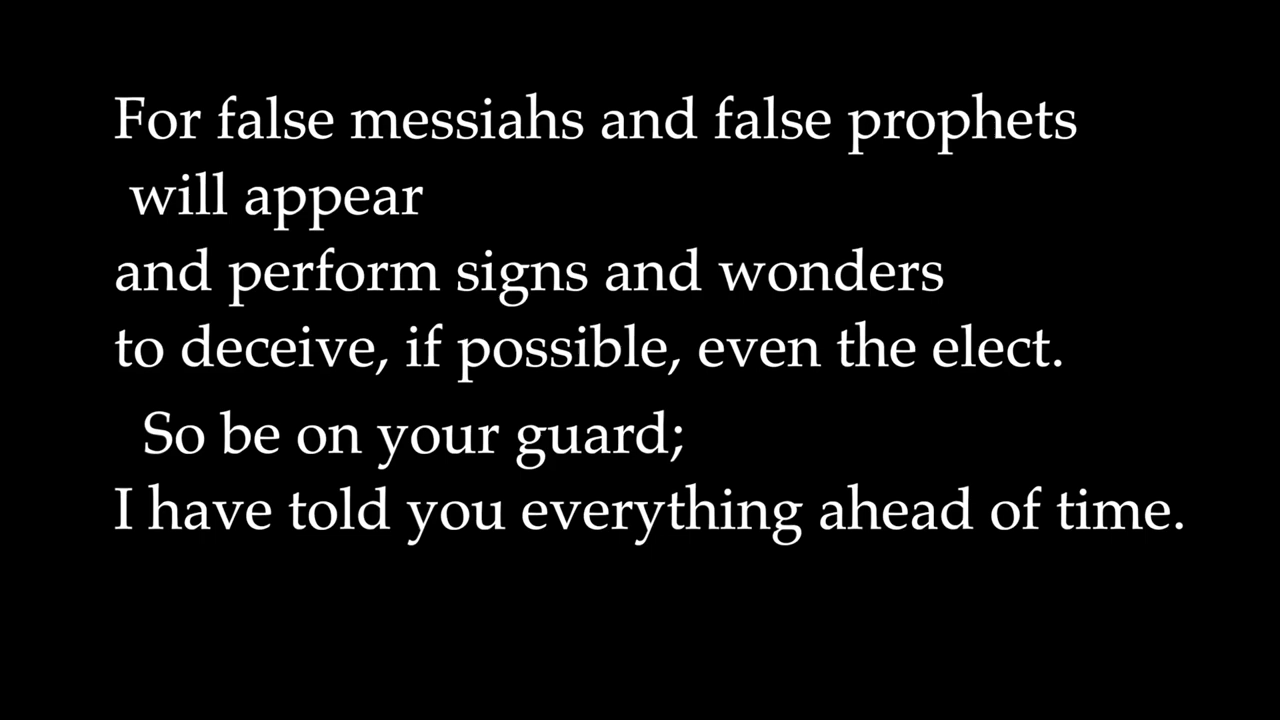 For false messiahs and false prophets
will appear
and perform signs and wonders
to deceive, if possible, even the elect.
So be on your guard;
I have told you everything ahead of time.